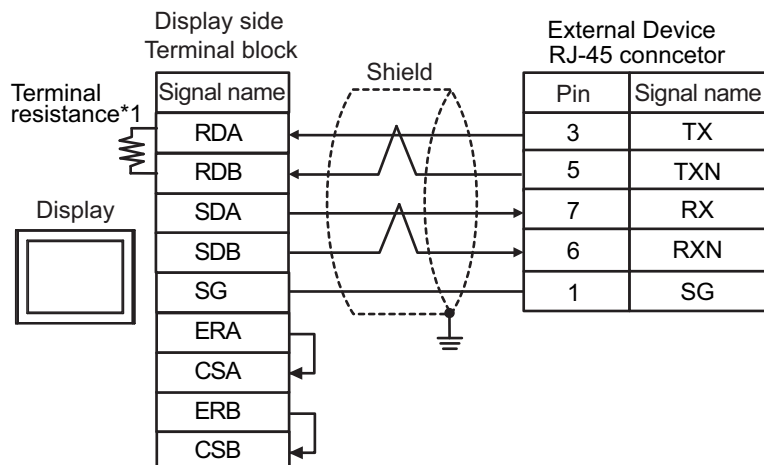 Display side
Terminal block
External Device
RJ-45 conncetor
Shield
Terminal
resistance*1
Display
Signal name
RDA
RDB
SDA
SDB
SG
ERA
CSA
ERB
CSB
Pin Signal name
3 TX
5 TXN
7 RX
6 RXN
1 SG